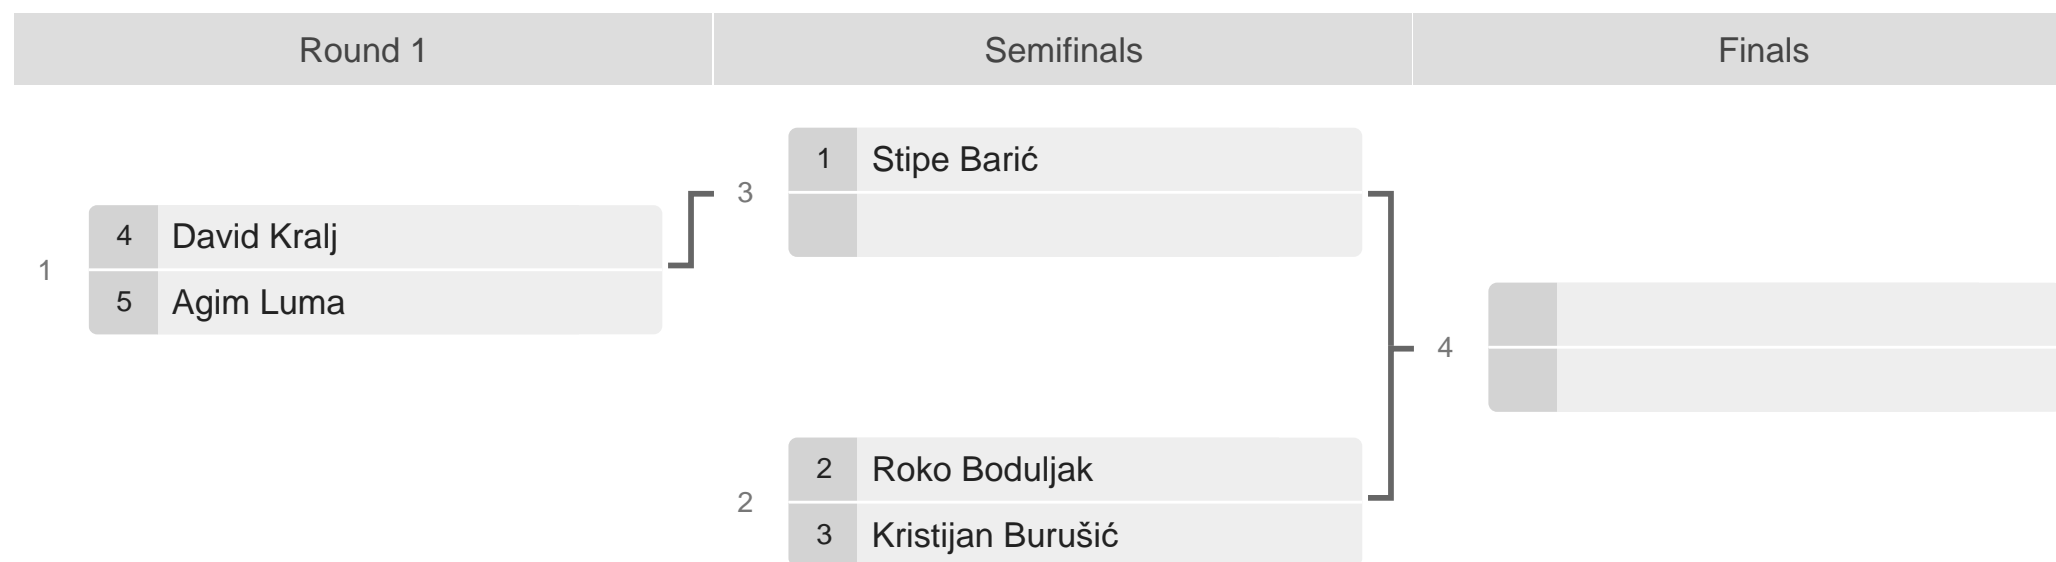 Round 1
Semifinals
Finals
1
4 David Kralj
5 Agim Luma
3
1 Stipe Barić
2
2 Roko Boduljak
3 Kristijan Burušić
4